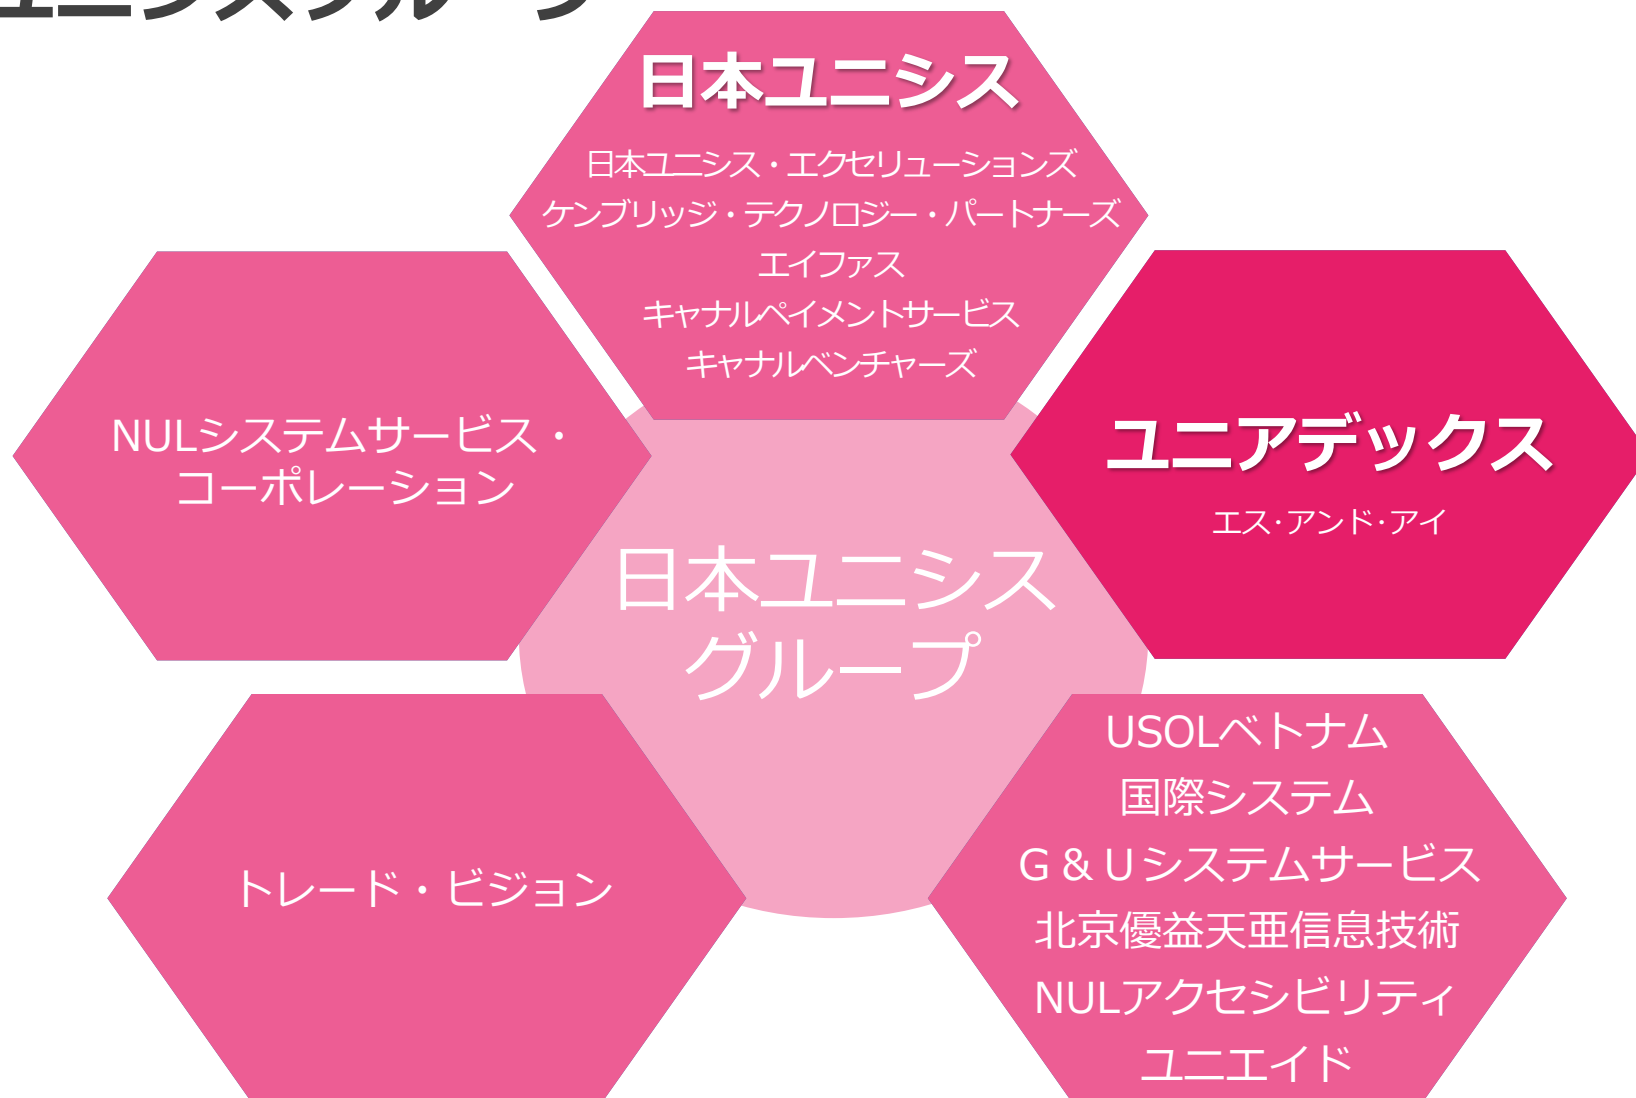 ユニシスグループ
日本ユニシス
日本ユニシス・エクセリューションズ
ケンブリッジ・テクノロジー・パートナーズ
エイファス
キャナルペイメントサービス
キャナルベンチャーズ
NULシステムサービス・
コーポレーション
ユニアデックス
エス･アンド･アイ
日本ユニシス
グループ
トレード・ビジョン
USOLベトナム
国際システム
G & U システムサービス
北京優益天亜信息技術
NULアクセシビリティ
ユニエイド